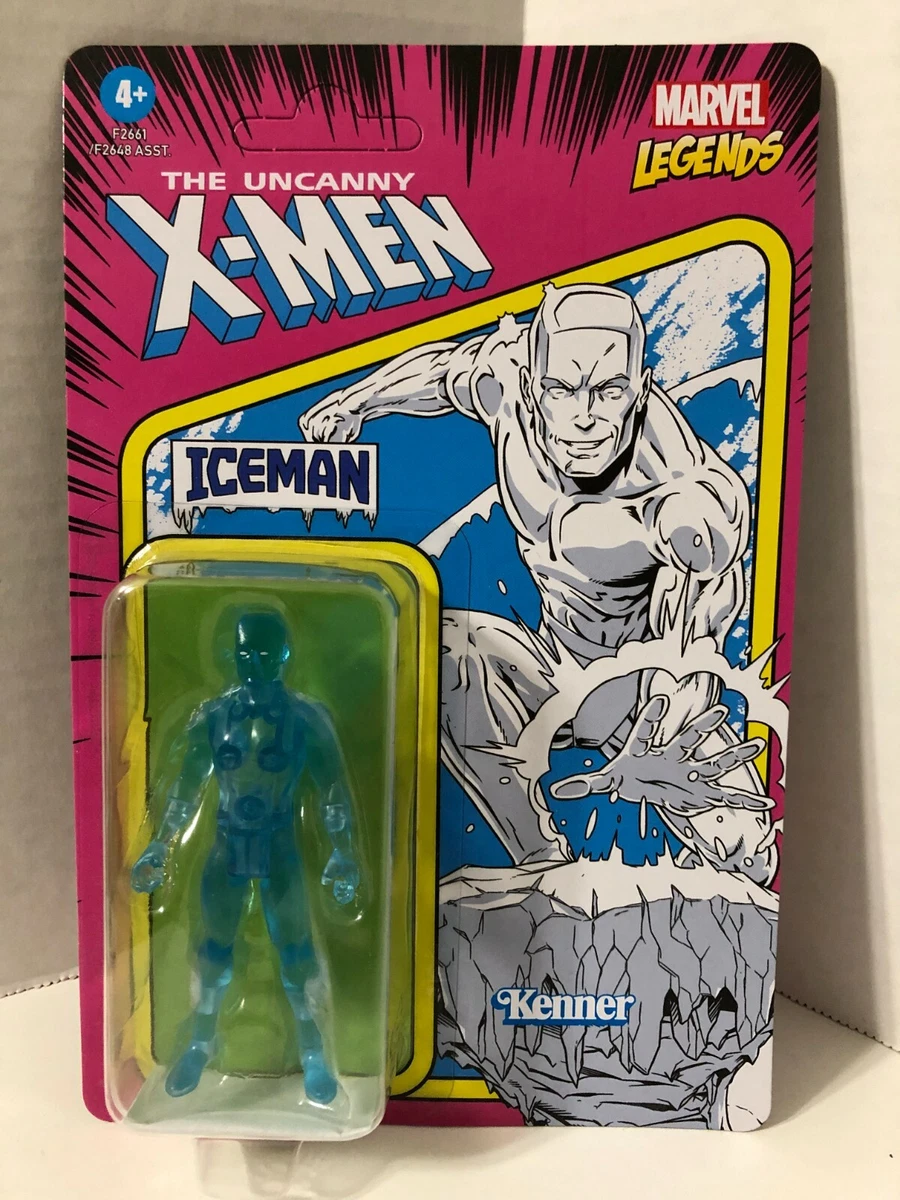 4+
F2661
/F2648 ASST.
MARVEL
LEGENDS
THE UNCANNY
X-MEN
ICEMAN
Kenner